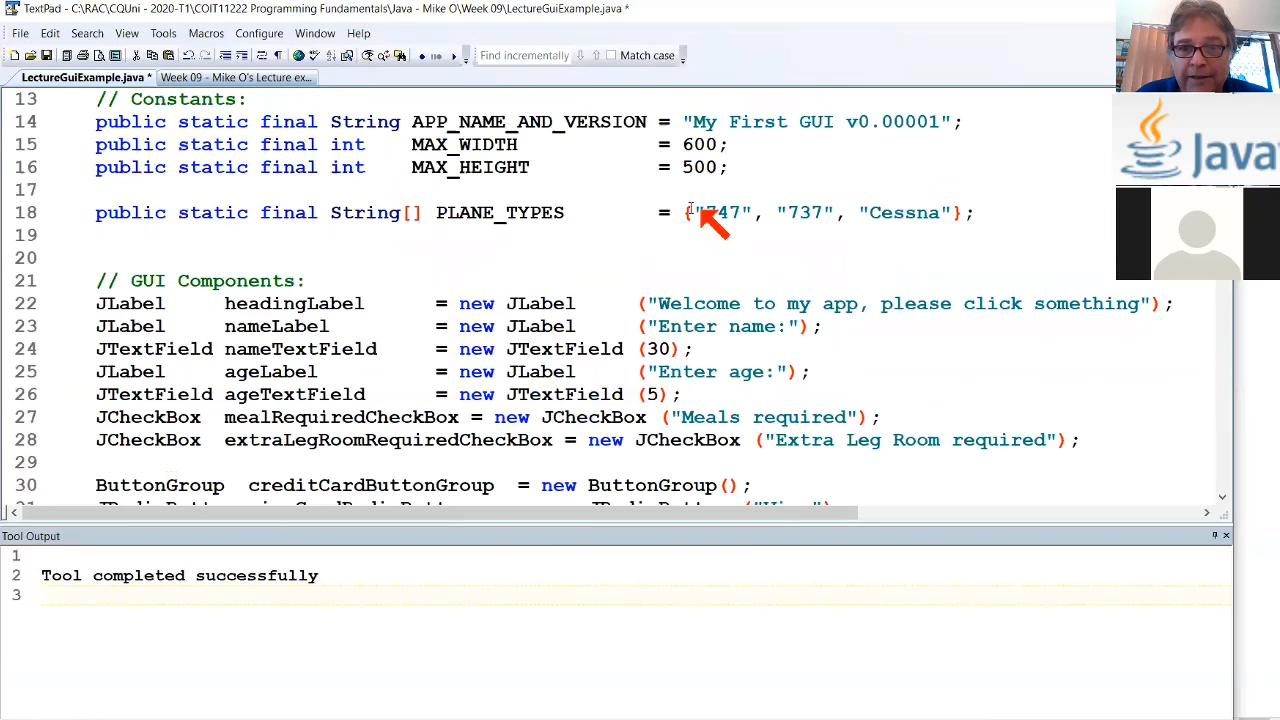 TextPad - C:\RAC\CQUni - 2020-T1\COIT11222 Programming Fundamentals\Java - Mike O\Week 09\LectureGuiExample.java *
File Edit Search View Tools Macros Configure Window Help
Find incrementally Match case
LectureGuiExample.java * Week 09 - Mike O's Lecture ex...
13 // Constants:
14 public static final String APP_NAME_AND_VERSION = "My First GUI v0.00001";
15 public static final int MAX_WIDTH = 600;
16 public static final int MAX_HEIGHT = 500;
17
18 public static final String[] PLANE_TYPES = {"747", "737", "Cessna"};
19
20
21 // GUI Components:
22 JLabel headingLabel = new JLabel ("Welcome to my app, please click something");
23 JLabel nameLabel = new JLabel ("Enter name:");
24 JTextField nameTextField = new JTextField (30);
25 JLabel ageLabel = new JLabel ("Enter age:");
26 JTextField ageTextField = new JTextField (5);
27 JCheckBox mealRequiredCheckBox = new JCheckBox ("Meals required");
28 JCheckBox extraLegRoomRequiredCheckBox = new JCheckBox ("Extra Leg Room required");
29
30 ButtonGroup creditCardButtonGroup = new ButtonGroup();
Java
Tool Output
1
2 Tool completed successfully
3